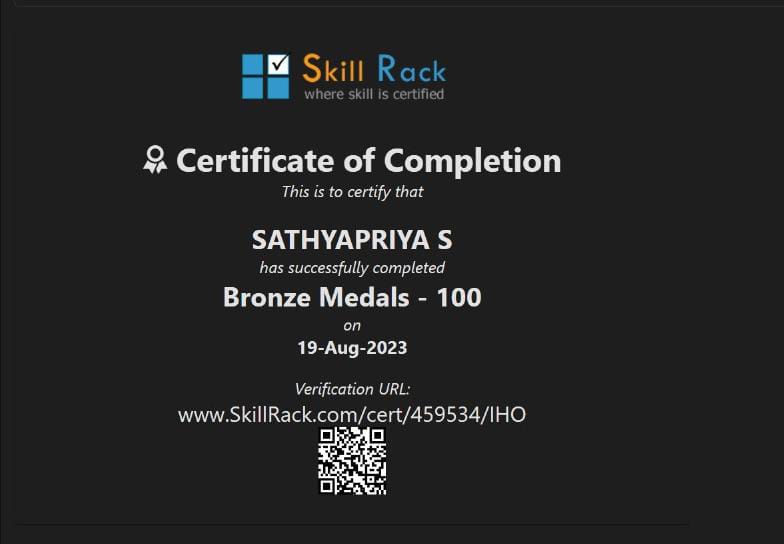 Skill Rack
where skill is certified
Certificate of Completion
This is to certify that
SATHYAPRIYA S
has successfully completed
Bronze Medals - 100
on
19-Aug-2023
Verification URL:
www.SkillRack.com/cert/459534/IHO